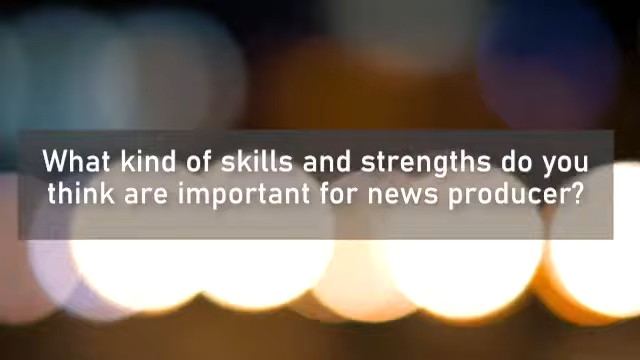 What kind of skills and strengths do you
think are important for news producer?